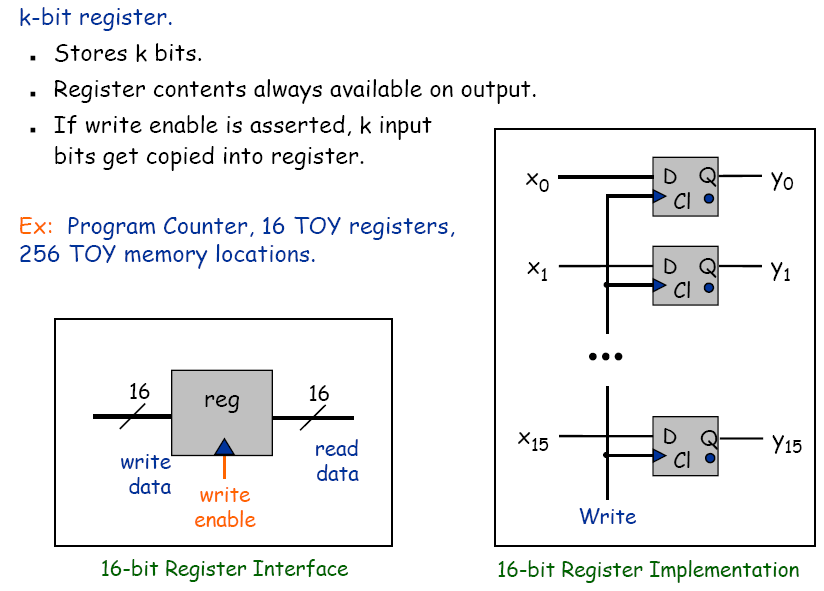 k-bit register.
▪ Stores k bits.
▪ Register contents always available on output.
▪ If write enable is asserted, k input
bits get copied into register.
Ex: Program Counter, 16 TOY registers,
256 TOY memory locations.
16
reg
16
write
data
write
enable
read
data
16-bit Register Interface
x0 D Q y0
Cl
x1 D Q y1
Cl
•••
x15 D Q y15
Cl
Write
16-bit Register Implementation